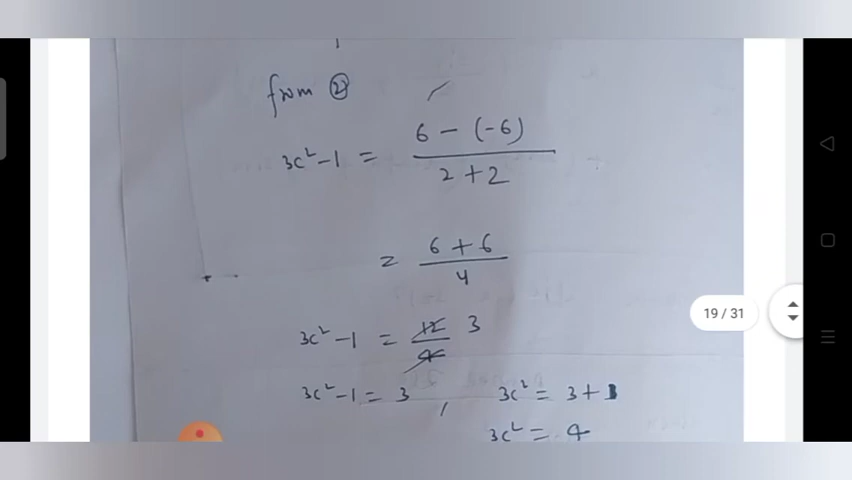 from ②
3c²-1 = 6 - (-6) / 2 + 2
= 6 + 6 / 4
3c²-1 = 12/4 3
3c²-1 = 3 , 3c² = 3 + 1
3c² = 4
19 / 31